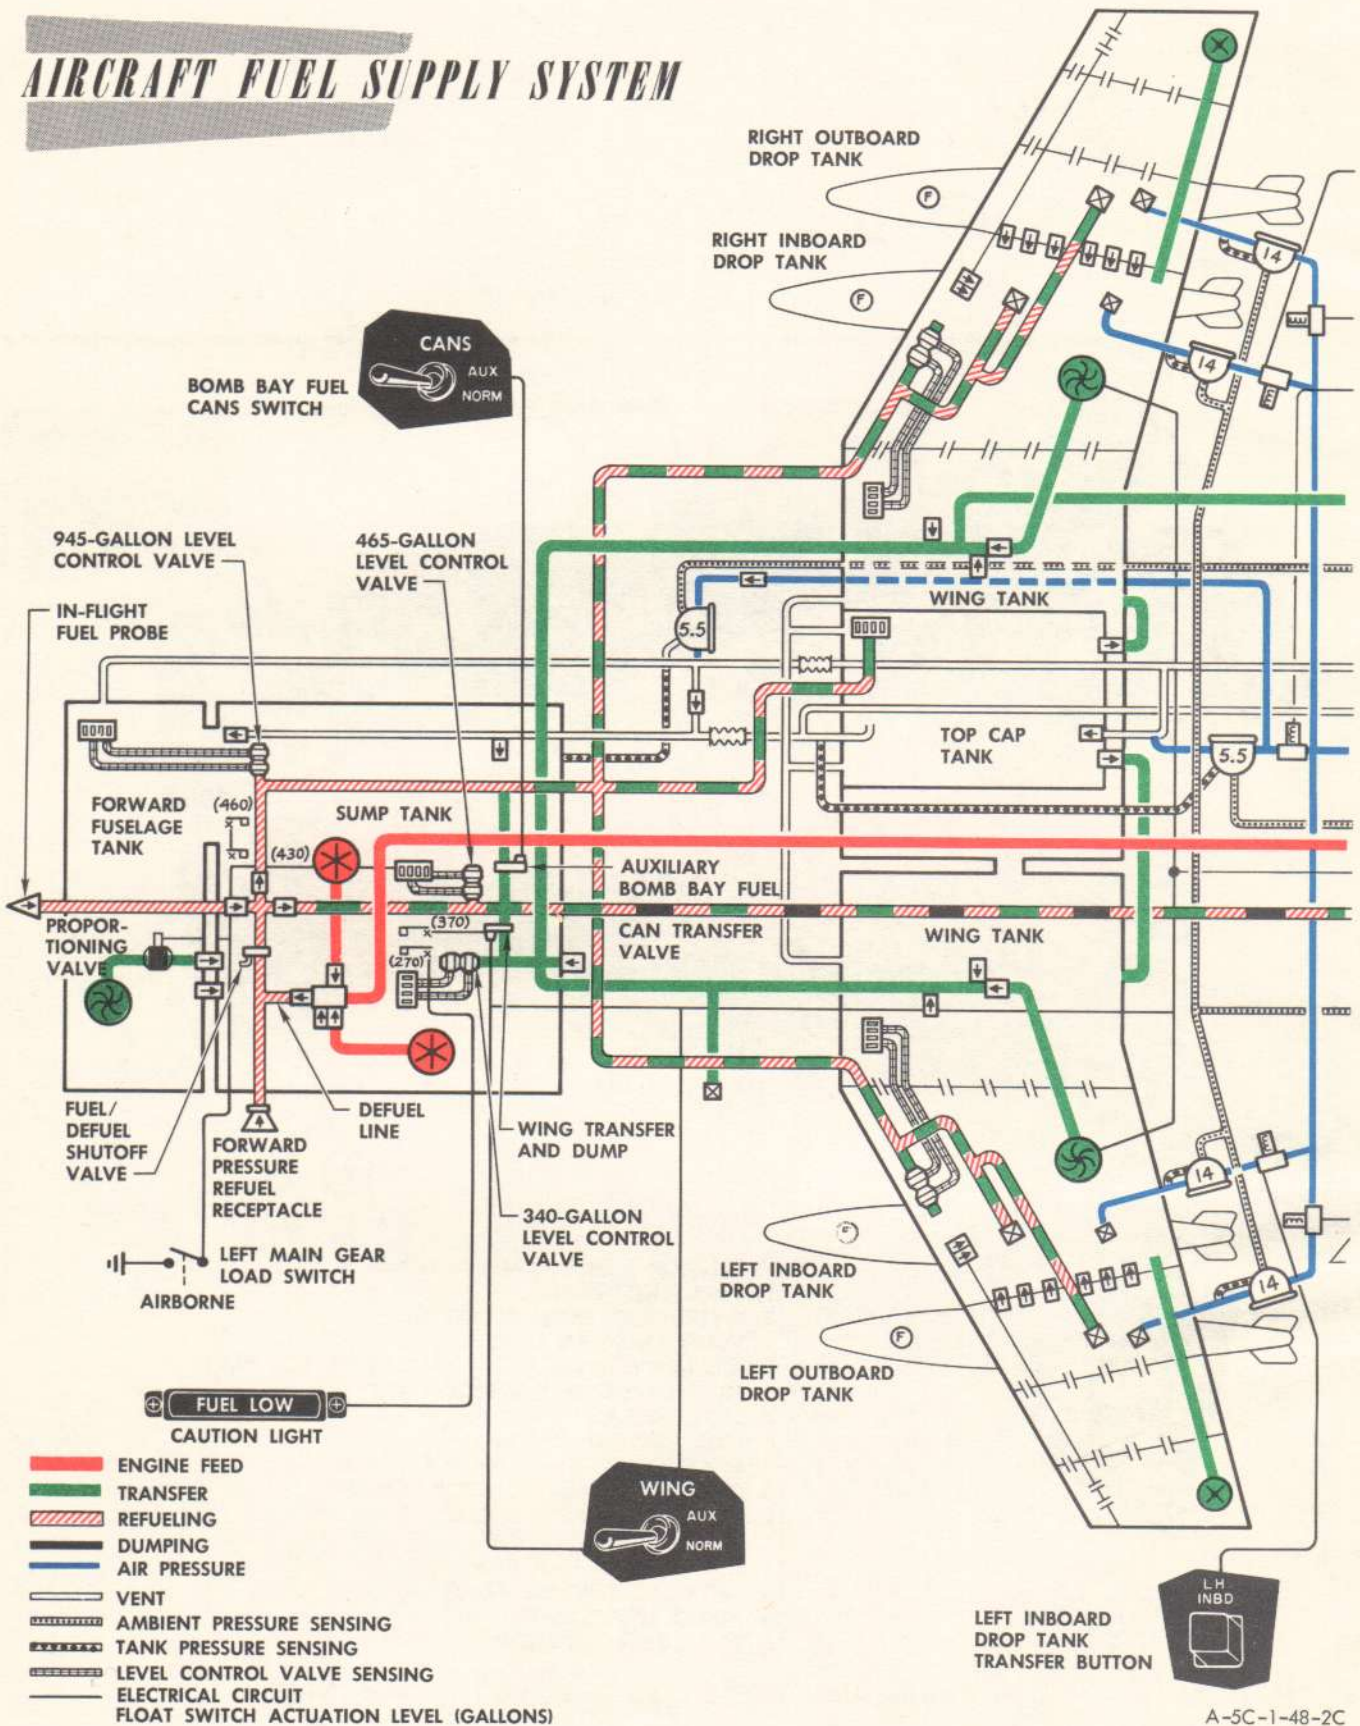 AIRCRAFT FUEL SUPPLY SYSTEM
RIGHT OUTBOARD
DROP TANK
F
14
RIGHT INBOARD
DROP TANK
F
14
CANS
AUX
NORM
BOMB BAY FUEL
CANS SWITCH
945-GALLON LEVEL
CONTROL VALVE
465-GALLON
LEVEL CONTROL
VALVE
IN-FLIGHT
FUEL PROBE
WING TANK
5.5
TOP CAP
TANK
5.5
FORWARD
FUSELAGE
TANK
(460)
SUMP TANK
(430)
AUXILIARY
BOMB BAY FUEL
CAN TRANSFER
VALVE
PROPOR-
TIONING
VALVE
(370)
(270)
WING TANK
FUEL/
DEFUEL
SHUTOFF
VALVE
DEFUEL
LINE
FORWARD
PRESSURE
REFUEL
RECEPTACLE
WING TRANSFER
AND DUMP
340-GALLON
LEVEL CONTROL
VALVE
14
LEFT INBOARD
DROP TANK
14
LEFT MAIN GEAR
LOAD SWITCH
AIRBORNE
LEFT OUTBOARD
DROP TANK
F
FUEL LOW
CAUTION LIGHT
ENGINE FEED
TRANSFER
REFUELING
DUMPING
AIR PRESSURE
VENT
AMBIENT PRESSURE SENSING
TANK PRESSURE SENSING
LEVEL CONTROL VALVE SENSING
ELECTRICAL CIRCUIT
FLOAT SWITCH ACTUATION LEVEL (GALLONS)
WING
AUX
NORM
LH
INBD
LEFT INBOARD
DROP TANK
TRANSFER BUTTON
A-5C-1-48-2C